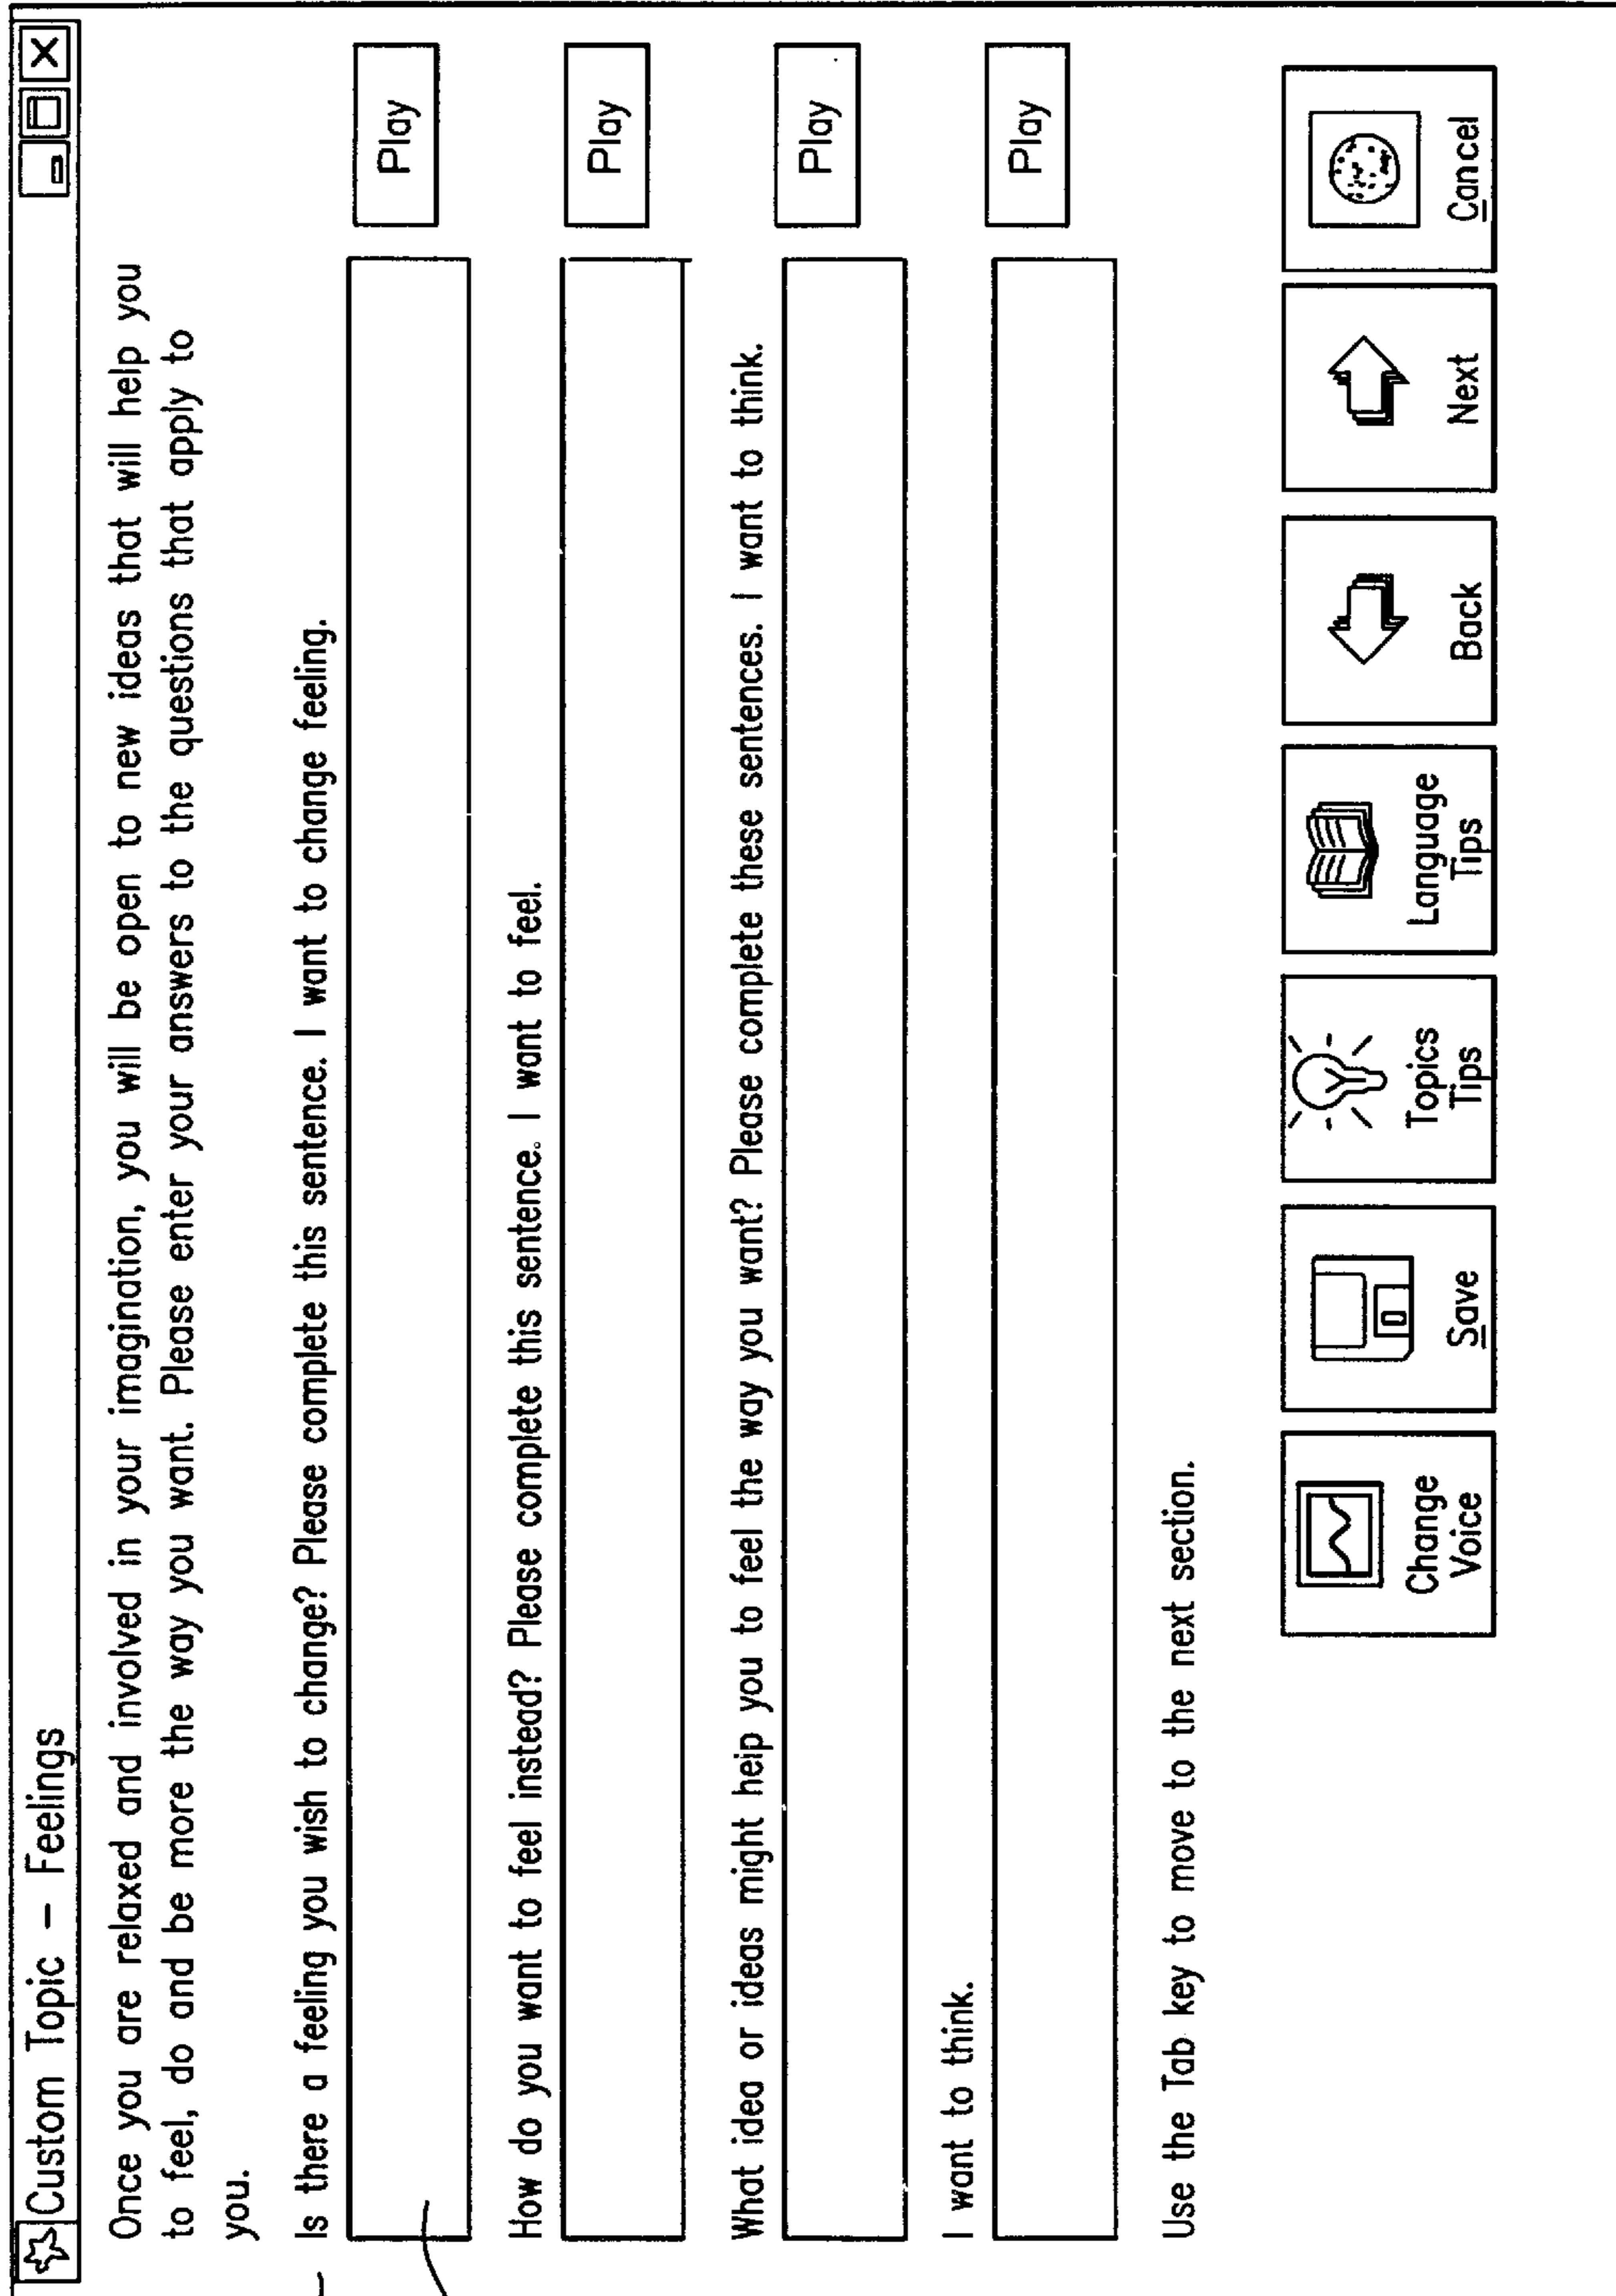 Custom Topic – Feelings
Once you are relaxed and involved in your imagination, you will be open to new ideas that will help you
to feel, do and be more the way you want. Please enter your answers to the questions that apply to
you.
Is there a feeling you wish to change? Please complete this sentence. I want to change feeling.
Play
How do you want to feel instead? Please complete this sentence. I want to feel.
Play
What idea or ideas might help you to feel the way you want? Please complete these sentences. I want to think.
Play
I want to think.
Play
Use the Tab key to move to the next section.
Change
Voice
Save
Topics
Tips
Language
Tips
Back
Next
Cancel